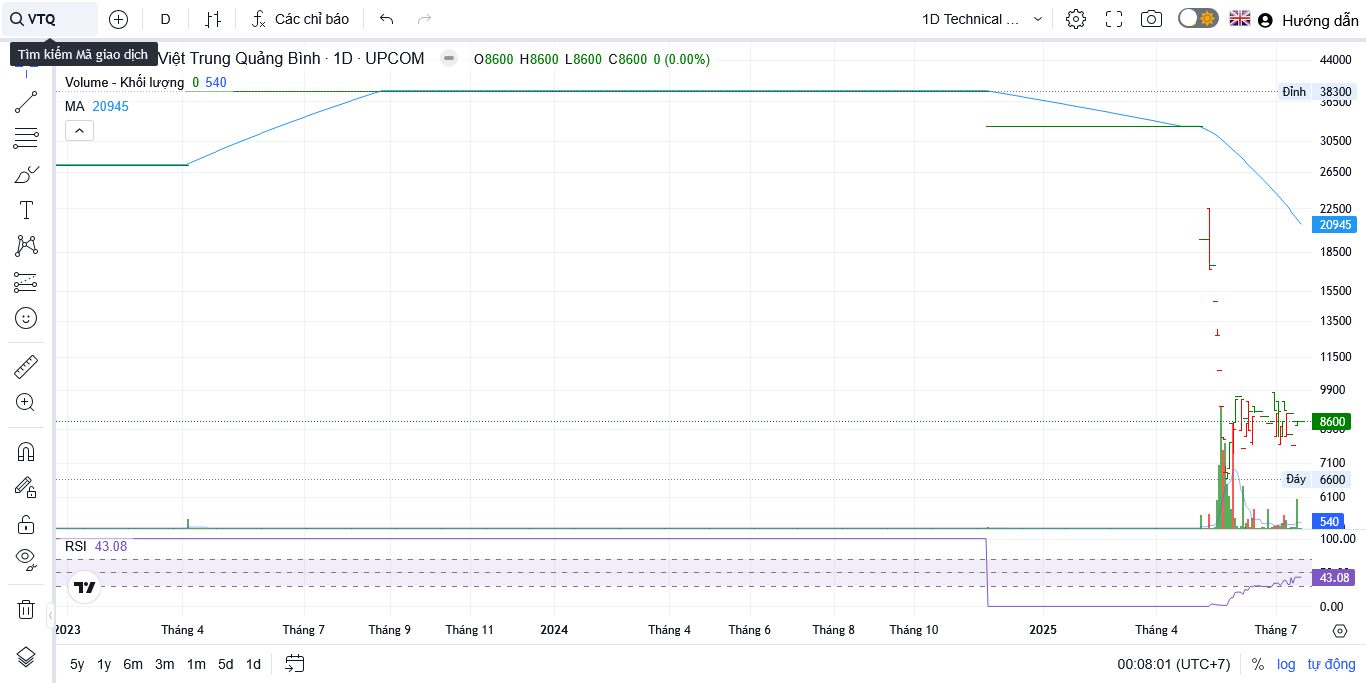 VTQ
D
Các chỉ báo
1D Technical ...
Hướng dẫn
Tìm kiếm Mã giao dịch
Việt Trung Quảng Bình · 1D · UPCOM
O8600 H8600 L8600 C8600 0 (0.00%)
Volume - Khối lượng 0 540
MA 20945
44000
Đỉnh 38300
36500
30500
26500
22500
20945
18500
15500
13500
11500
9900
8600
7100
Đáy 6600
6100
540
RSI 43.08
100.00
43.08
0.00
2023 Tháng 4 Tháng 7 Tháng 9 Tháng 11 2024 Tháng 4 Tháng 6 Tháng 8 Tháng 10 2025 Tháng 4 Tháng 7
5y 1y 6m 3m 1m 5d 1d
00:08:01 (UTC+7) % log tự động